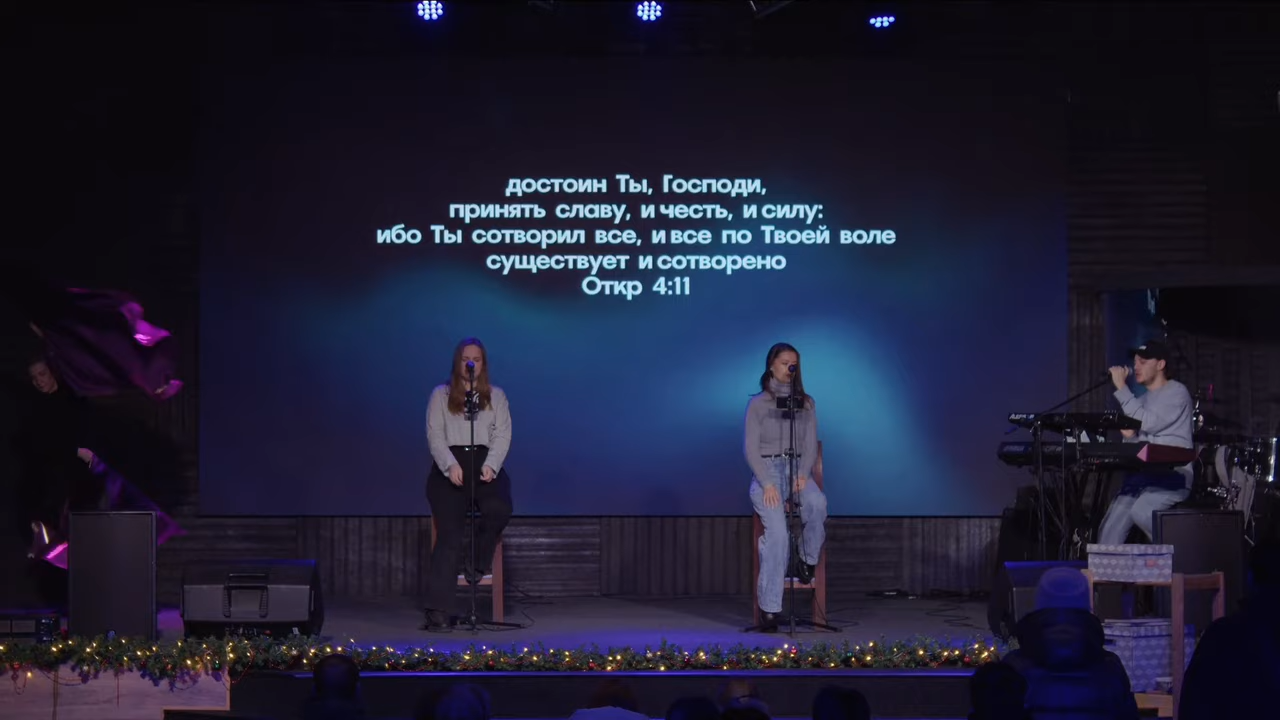 достоин Ты, Господи,
принять славу, и честь, и силу:
ибо Ты сотворил все, и все по Твоей воле
существует и сотворено
Откр 4:11